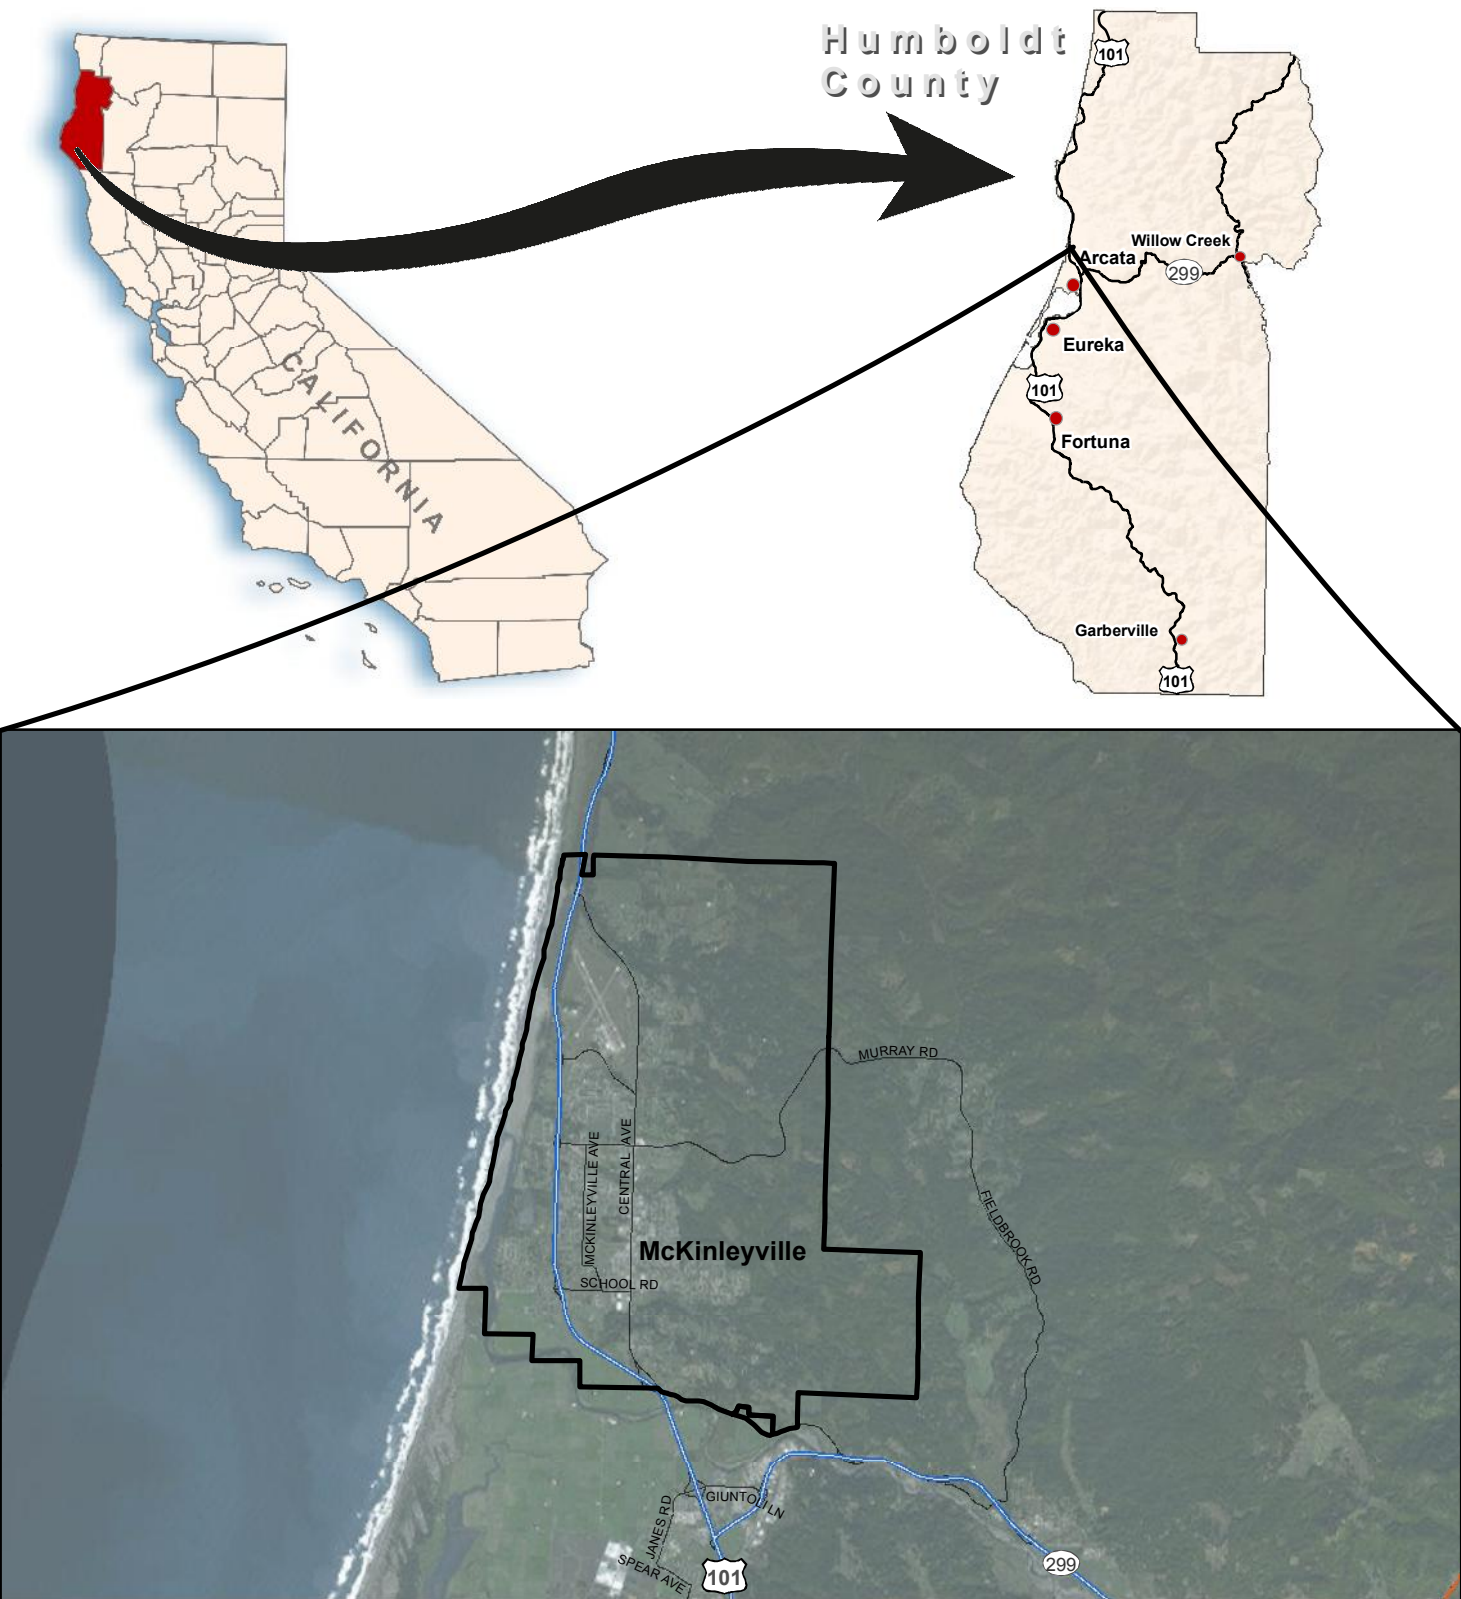 Humboldt
County
101
Willow Creek
Arcata
299
Eureka
101
CALIFORNIA
Fortuna
Garberville
101
MURRAY RD
MCKINLEYVILLE AVE
CENTRAL AVE
FIELDBROOK RD
McKinleyville
SCHOOL RD
GIUNTOLI LN
JANES RD
SPEAR AVE
101
299